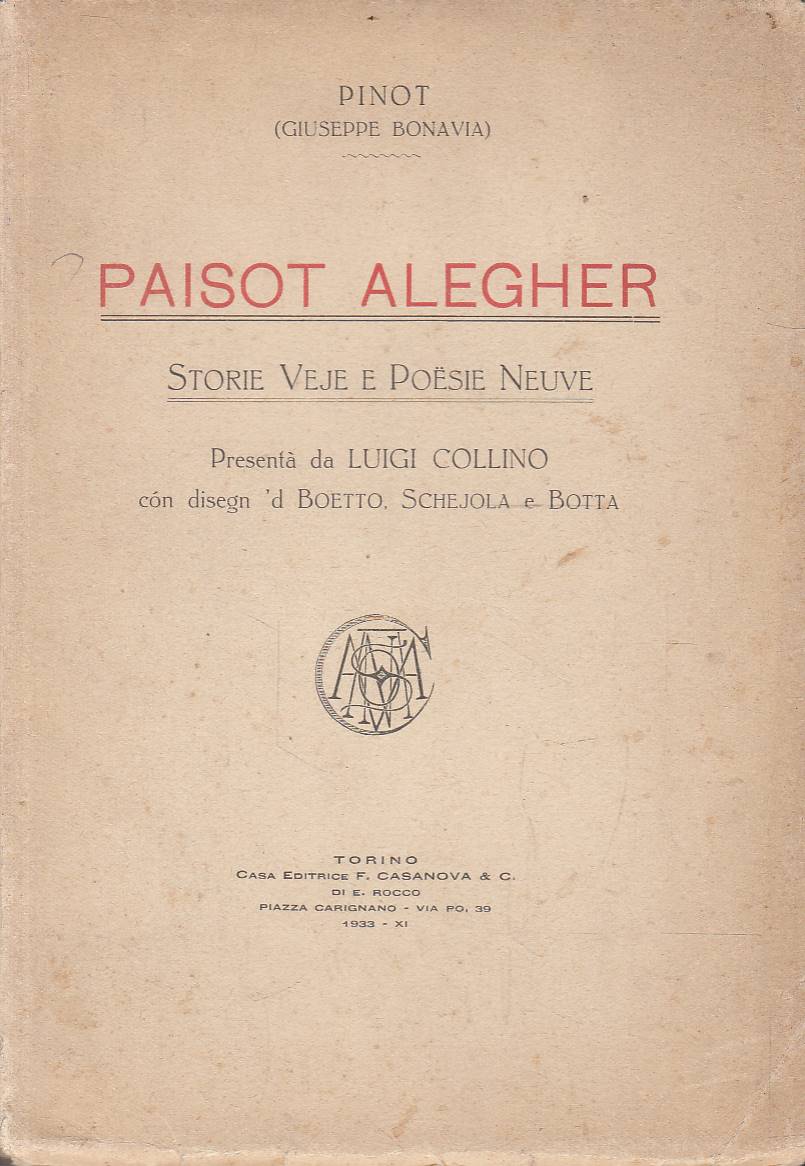 PINOT
(GIUSEPPE BONAVIA)
PAISOT ALEGHER
STORIE VEJE E POËSIE NEUVE
Presentà da LUIGI COLLINO
cón disegn 'd BOETTO, SCHEJOLA e BOTTA
TORINO
CASA EDITRICE F. CASANOVA & C.
DI E. ROCCO
PIAZZA CARIGNANO - VIA PO, 39
1933 - XI